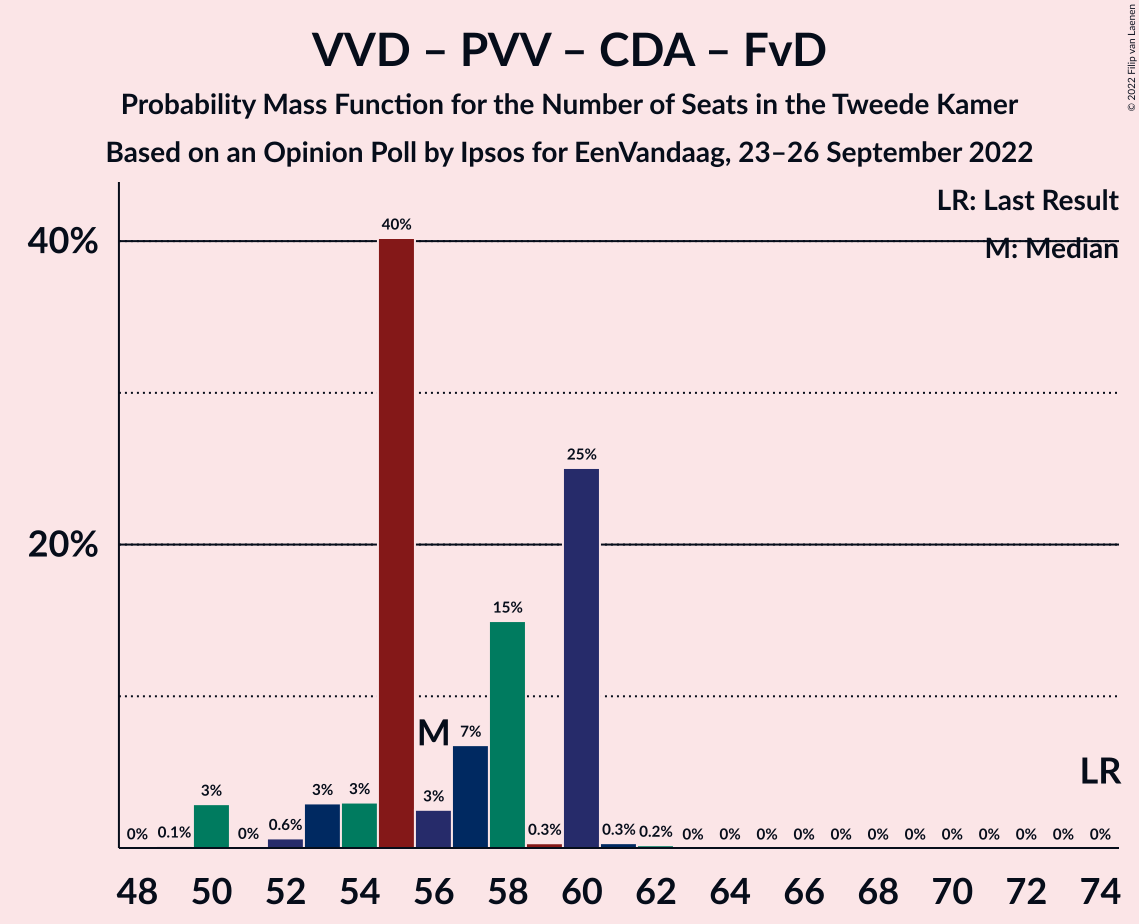 VVD – PVV – CDA – FvD
Probability Mass Function for the Number of Seats in the Tweede Kamer
Based on an Opinion Poll by Ipsos for EenVandaag, 23–26 September 2022
© 2022 Filip van Laenen
LR: Last Result
M: Median
40%
20%
0% 0.1% 3% 0% 0.6% 3% 3% 40% 3% 7% 15% 0.3% 25% 0.3% 0.2% 0% 0% 0% 0% 0% 0% 0% 0% 0% 0% 0% 0%
M
LR
48 50 52 54 56 58 60 62 64 66 68 70 72 74